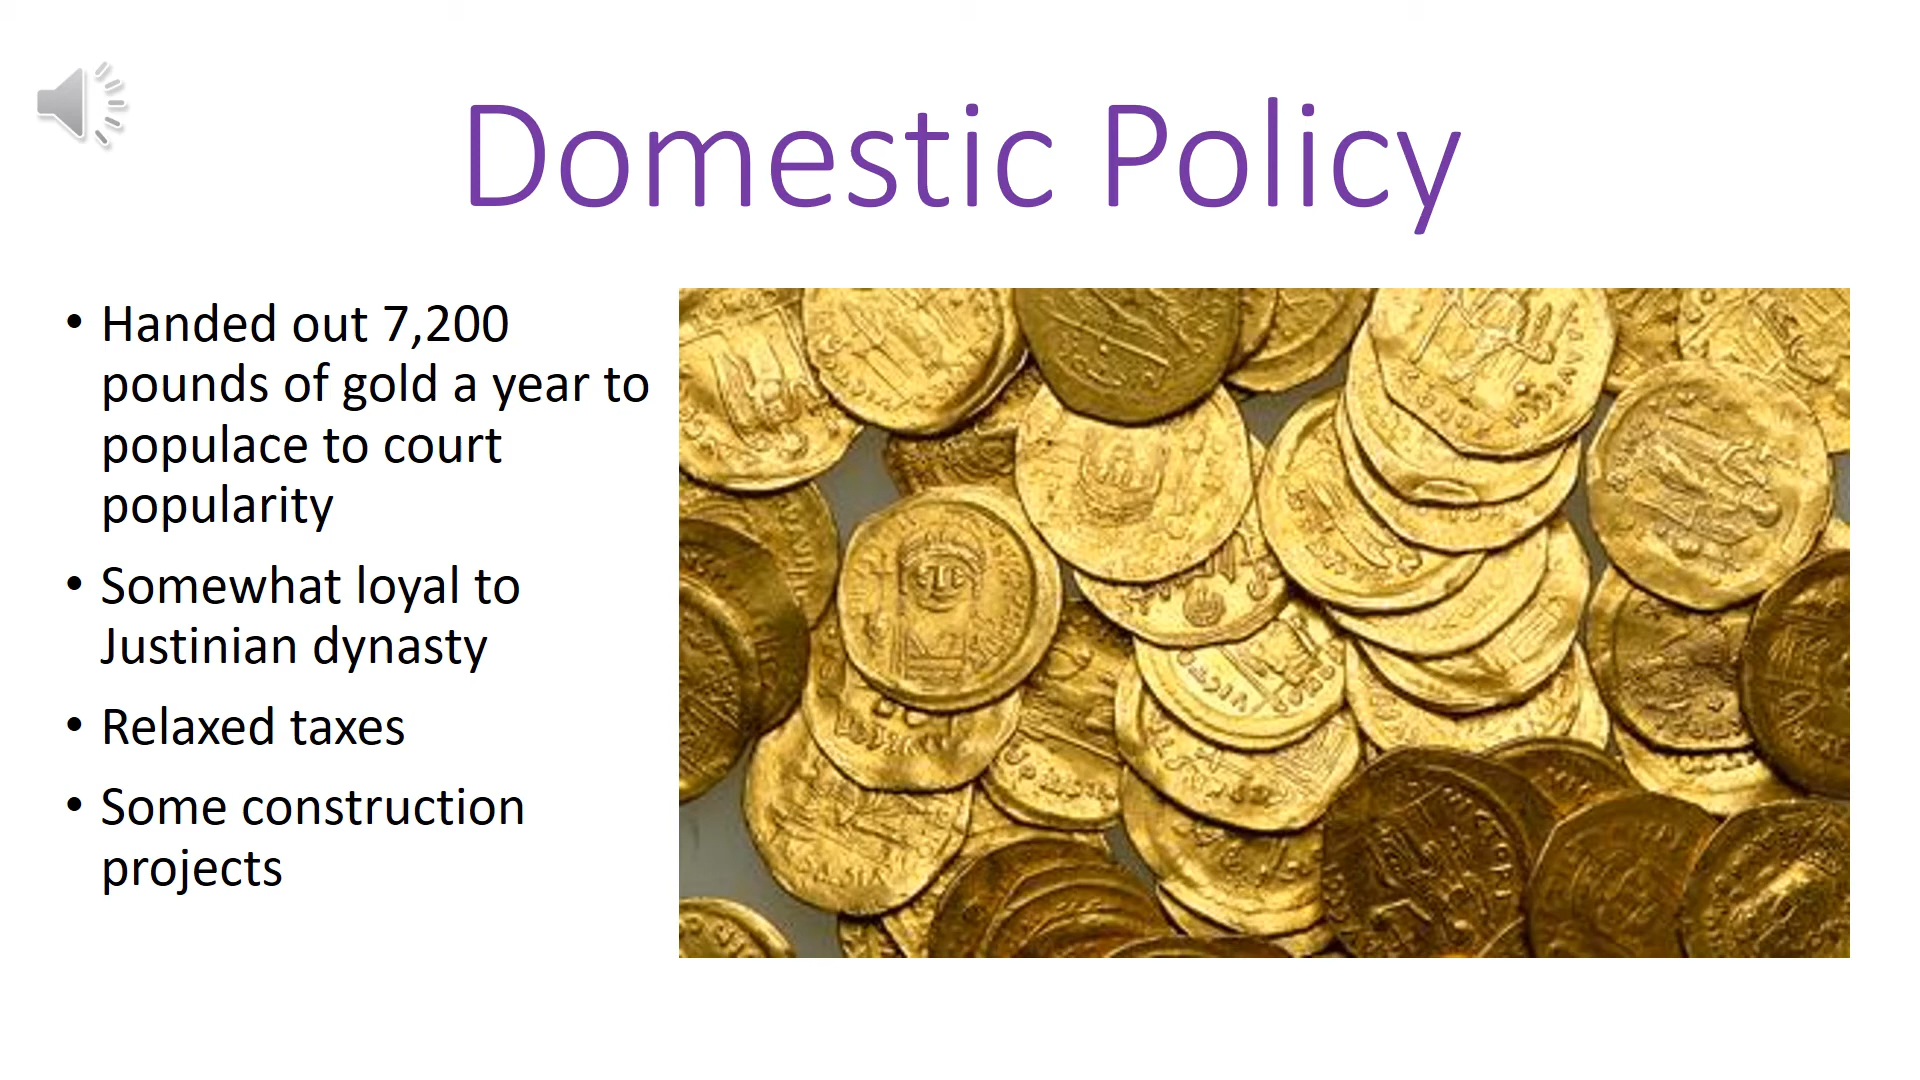 Domestic Policy
• Handed out 7,200
pounds of gold a year to
populace to court
popularity
• Somewhat loyal to
Justinian dynasty
• Relaxed taxes
• Some construction
projects